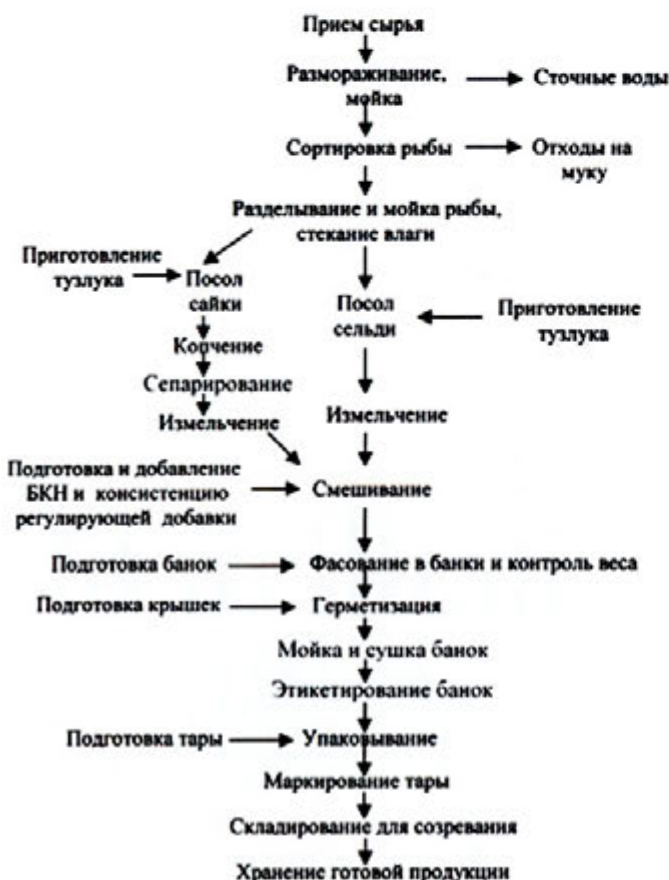 Прием сырья
Размораживание,
мойка
Сточные воды
Сортировка рыбы
Отходы на
муку
Разделывание и мойка рыбы,
стекание влаги
Приготовление
тузлука
Посол
сайки
Посол
сельди
Приготовление
тузлука
Копчение
Сепарирование
Измельчение
Измельчение
Подготовка и добавление
БКН и консистенцию
регулирующей добавки
Смешивание
Подготовка банок
Фасование в банки и контроль веса
Подготовка крышек
Герметизация
Мойка и сушка банок
Этикетирование банок
Подготовка тары
Упаковывание
Маркирование тары
Складирование для созревания
Хранение готовой продукции